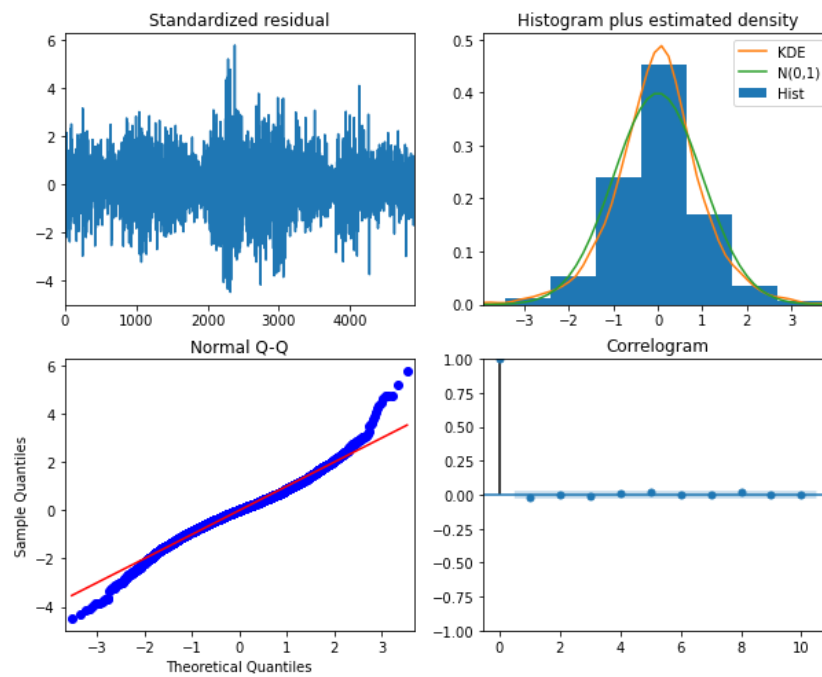 Standardized residual
6
4
2
0
−2
−4
0 1000 2000 3000 4000
Histogram plus estimated density
KDE
N(0,1)
Hist
0.5
0.4
0.3
0.2
0.1
0.0
−3 −2 −1 0 1 2 3
Normal Q-Q
Sample Quantiles
6
4
2
0
−2
−4
−3 −2 −1 0 1 2 3
Theoretical Quantiles
Correlogram
1.00
0.75
0.50
0.25
0.00
−0.25
−0.50
−0.75
−1.00
0 2 4 6 8 10